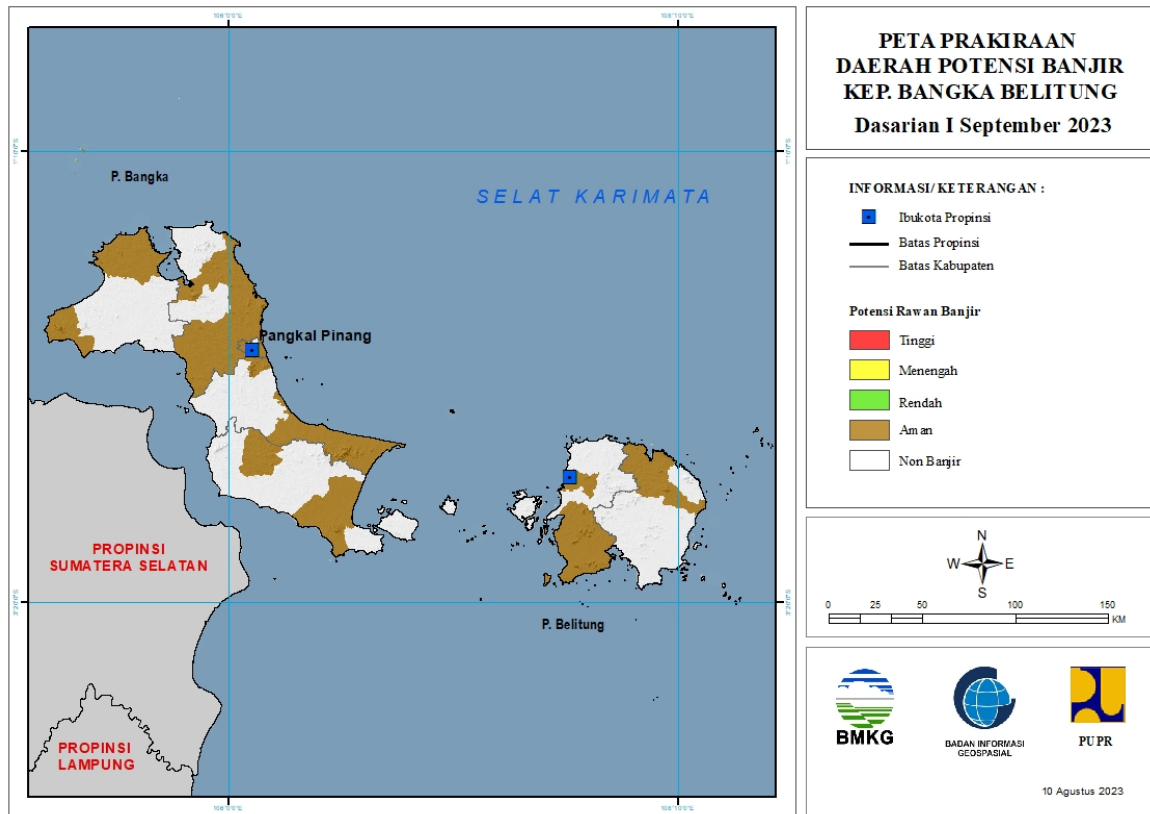 PETA PRAKIRAAN
DAERAH POTENSI BANJIR
KEP. BANGKA BELITUNG
Dasarian I September 2023
P. Bangka
SELAT KARIMATA
Pangkal Pinang
PROPINSI
SUMATERA SELATAN
P. Belitung
PROPINSI
LAMPUNG
INFORMASI/ KETERANGAN :
Ibukota Propinsi
Batas Propinsi
Batas Kabupaten
Potensi Rawan Banjir
Tinggi
Menengah
Rendah
Aman
Non Banjir
N
W E
S
0 25 50 100 150
KM
BMKG
BADAN INFORMASI
GEOSPASIAL
PUPR
10 Agustus 2023